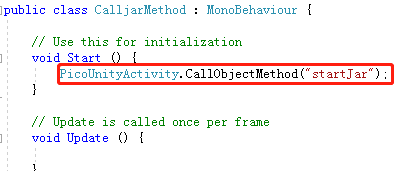 public class CalljarMethod : MonoBehaviour {
// Use this for initialization
void Start () {
PicoUnityActivity.CallObjectMethod("startJar");
}
// Update is called once per frame
void Update () {
}